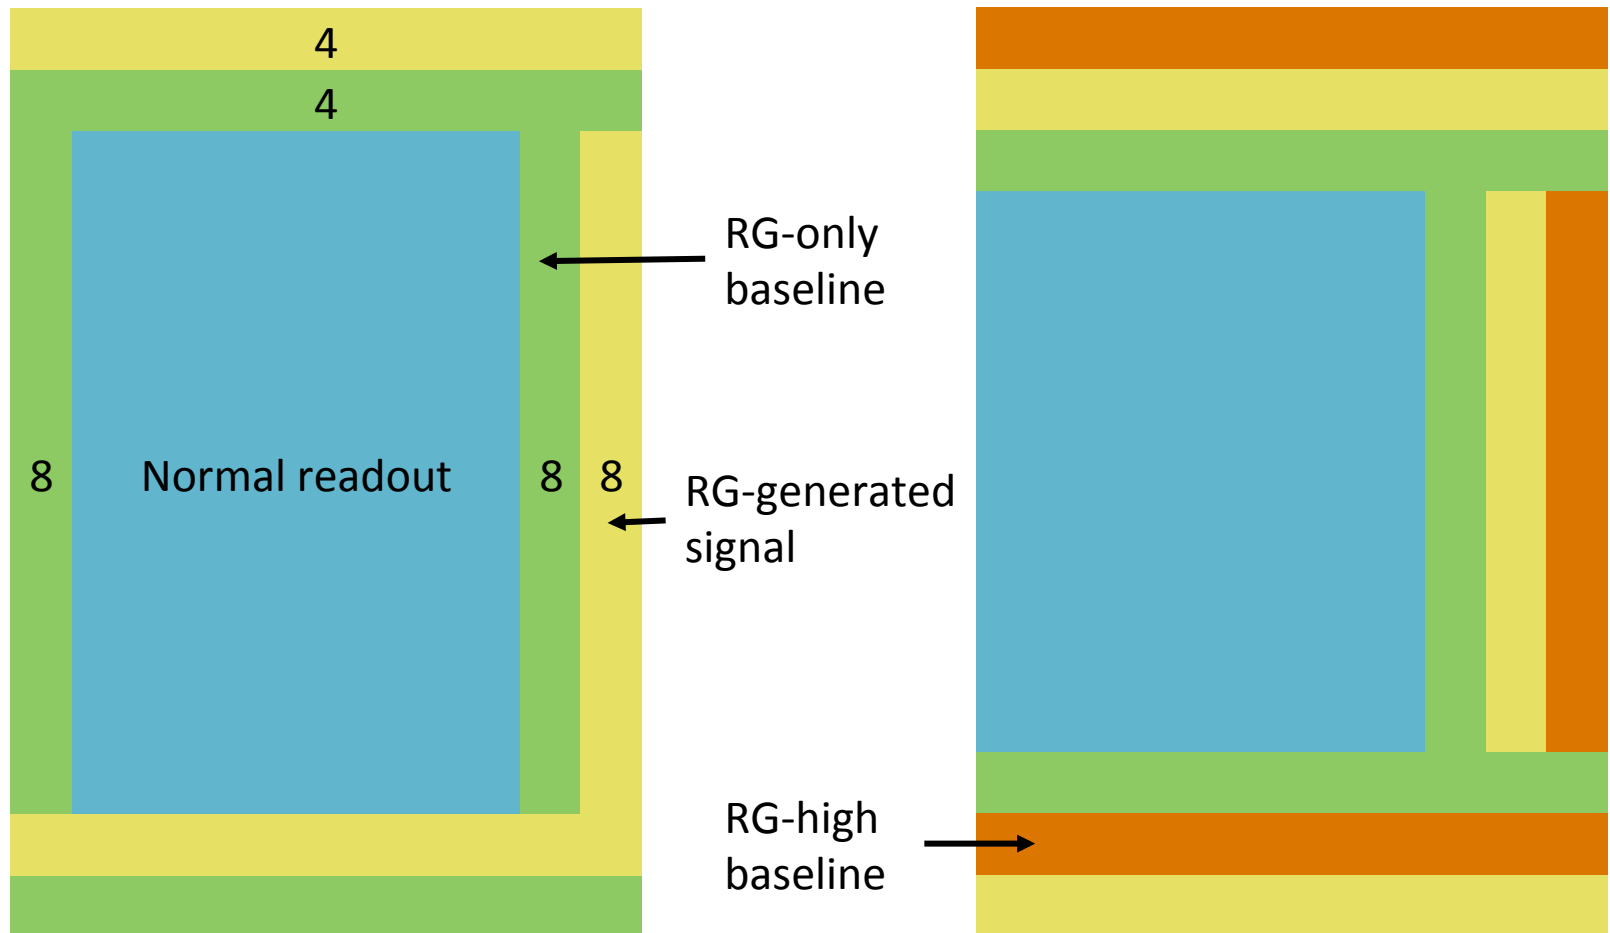 4
4
RG-only
baseline
8
Normal readout
8
8
RG-generated
signal
RG-high
baseline